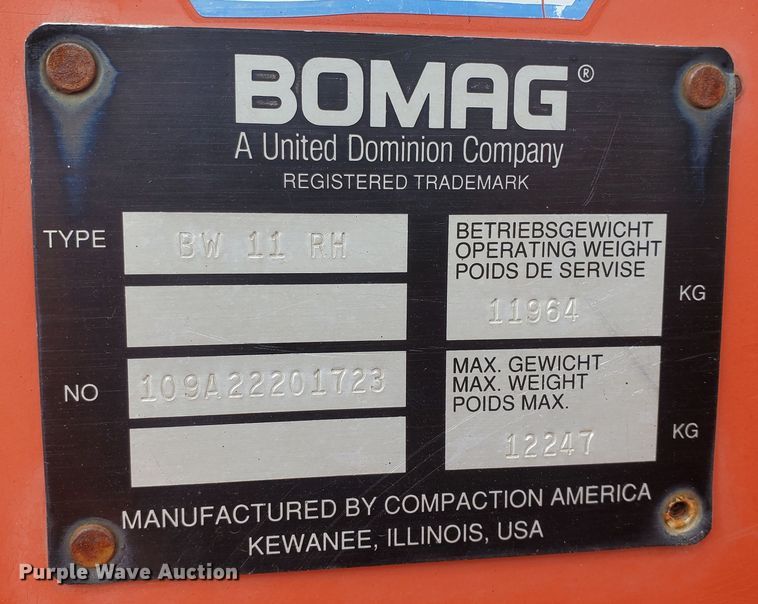 BOMAG®
A United Dominion Company
REGISTERED TRADEMARK
TYPE BW 11 RH
BETRIEBSGEWICHT
OPERATING WEIGHT
POIDS DE SERVISE
11964 KG
NO 109A22201723
MAX. GEWICHT
MAX. WEIGHT
POIDS MAX.
12247 KG
MANUFACTURED BY COMPACTION AMERICA
KEWANEE, ILLINOIS, USA
Purple Wave Auction